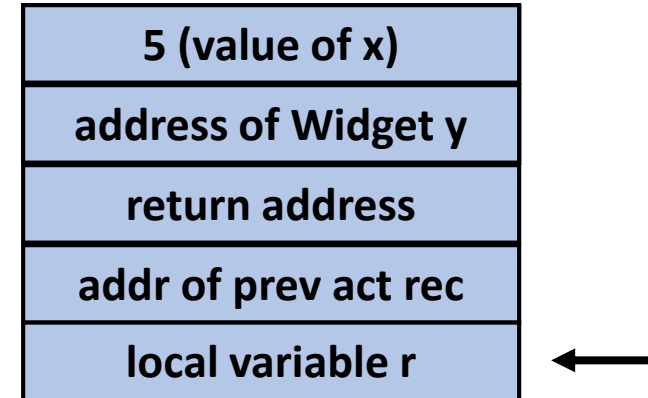 5 (value of x)
address of Widget y
return address
addr of prev act rec
local variable r